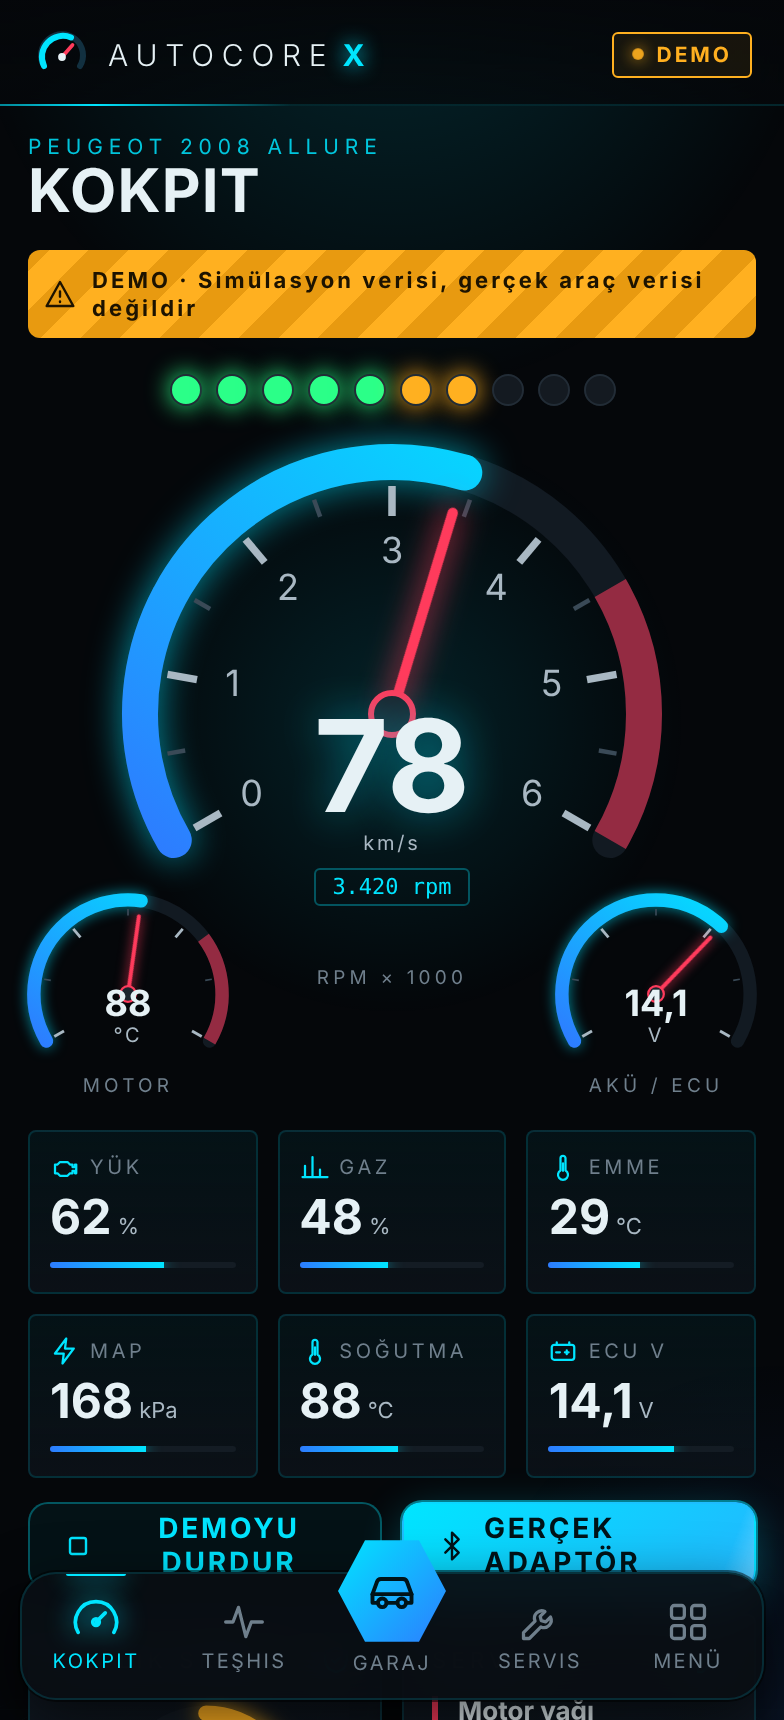 AUTOCORE X
DEMO
PEUGEOT 2008 ALLURE
KOKPIT
DEMO · Simülasyon verisi, gerçek araç verisi
değildir
3
2
4
1
5
0
6
78
km/s
3.420 rpm
RPM × 1000
88
°C
MOTOR
14,1
V
AKÜ / ECU
YÜK
62 %
GAZ
48 %
EMME
29 °C
MAP
168 kPa
SOĞUTMA
88 °C
ECU V
14,1 V
DEMOYU
DURDUR
GERÇEK
ADAPTÖR
KOKPIT
TEŞHIS
GARAJ
SERVIS
MENÜ
Motor yağı